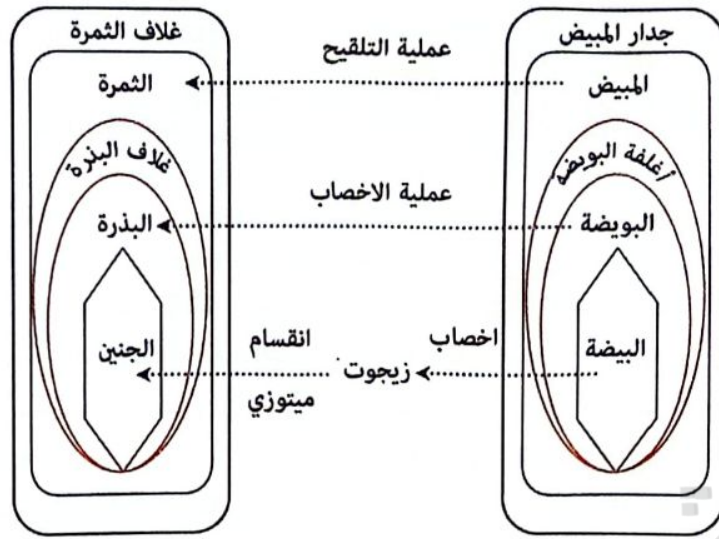 جدار المبيض
المبيض
أغلفة البويضة
البويضة
البيضة
عملية التلقيح
عملية الاخصاب
اخصاب
زيجوت
انقسام
ميتوزي
غلاف الثمرة
الثمرة
غلاف البذرة
البذرة
الجنين